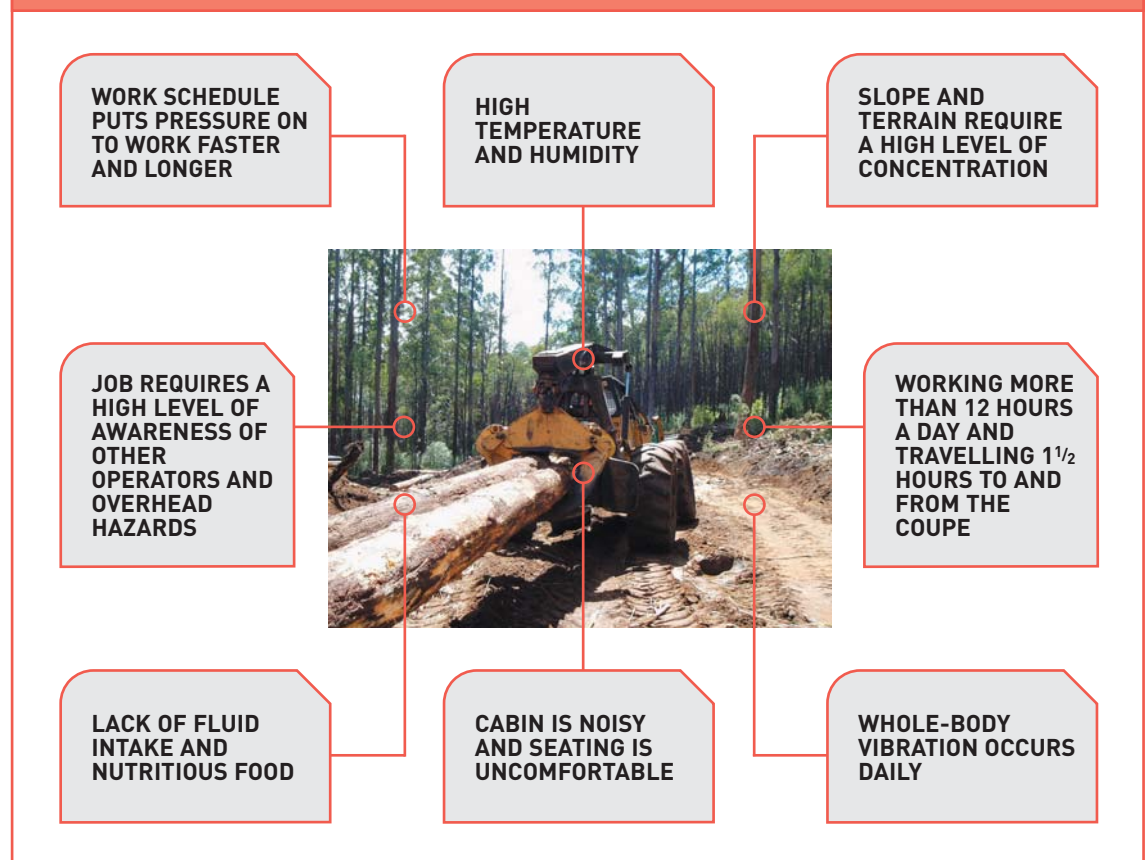 WORK SCHEDULE
PUTS PRESSURE ON
TO WORK FASTER
AND LONGER
HIGH
TEMPERATURE
AND HUMIDITY
SLOPE AND
TERRAIN REQUIRE
A HIGH LEVEL OF
CONCENTRATION
JOB REQUIRES A
HIGH LEVEL OF
AWARENESS OF
OTHER
OPERATORS AND
OVERHEAD
HAZARDS
WORKING MORE
THAN 12 HOURS
A DAY AND
TRAVELLING 1 1/2
HOURS TO AND
FROM THE
COUPE
LACK OF FLUID
INTAKE AND
NUTRITIOUS FOOD
CABIN IS NOISY
AND SEATING IS
UNCOMFORTABLE
WHOLE-BODY
VIBRATION OCCURS
DAILY